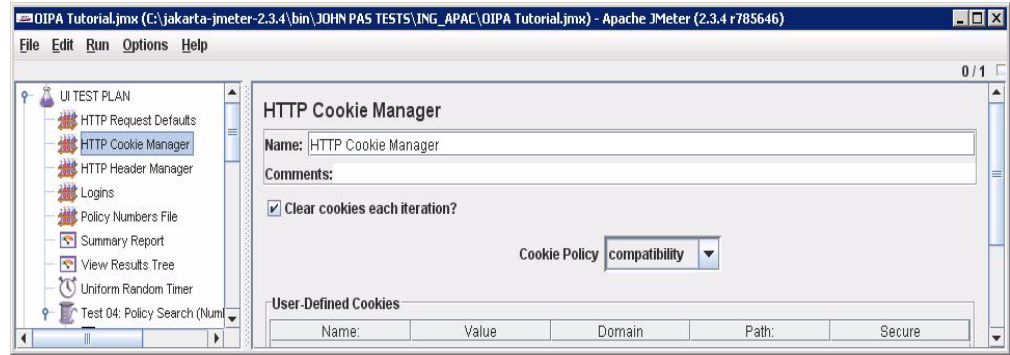 OIPA Tutorial.jmx (C:\jakarta-jmeter-2.3.4\bin\JOHN PAS TESTS\ING_APAC\OIPA Tutorial.jmx) - Apache JMeter (2.3.4 r785646)
File Edit Run Options Help
0 / 1
UI TEST PLAN
HTTP Request Defaults
HTTP Cookie Manager
HTTP Header Manager
Logins
Policy Numbers File
Summary Report
View Results Tree
Uniform Random Timer
Test 04: Policy Search (Num
HTTP Cookie Manager
Name: HTTP Cookie Manager
Comments:
Clear cookies each iteration?
Cookie Policy compatibility
User-Defined Cookies
Name: Value Domain Path: Secure